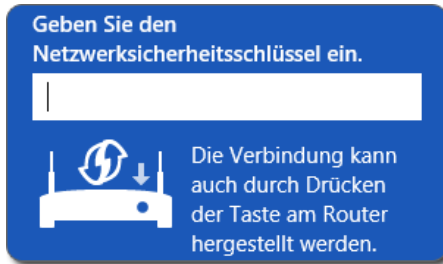 Geben Sie den
Netzwerksicherheitsschlüssel ein.
Die Verbindung kann
auch durch Drücken
der Taste am Router
hergestellt werden.